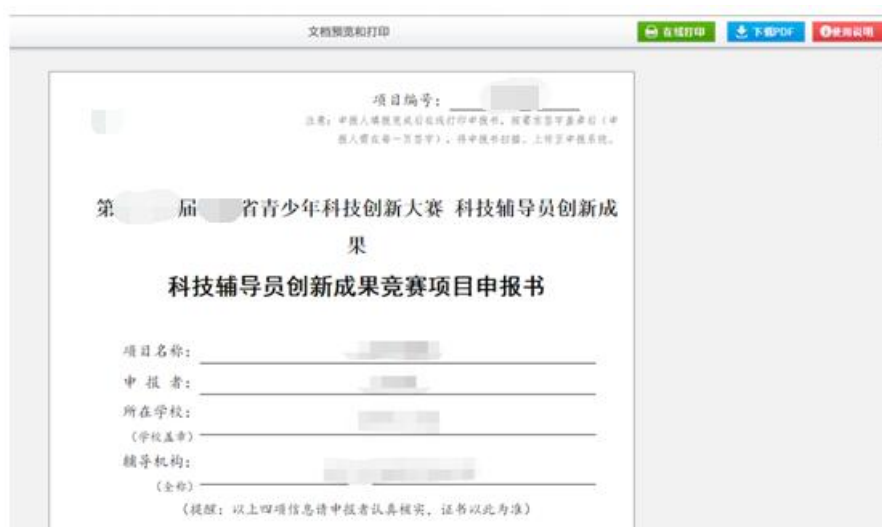 文档预览和打印
在线打印
下载PDF
使用说明
项目编号：
注意：申报人填报完成后在线打印申报书，按要求签字盖章后（申
报人需在每一页签字），将申报书扫描、上传至申报系统。
第 届 省青少年科技创新大赛 科技辅导员创新成
果
科技辅导员创新成果竞赛项目申报书
项目名称：
申 报 者：
所在学校：
（学校盖章）
辅导机构：
（全称）
（提醒：以上四项信息请申报者认真核实，证书以此为准）